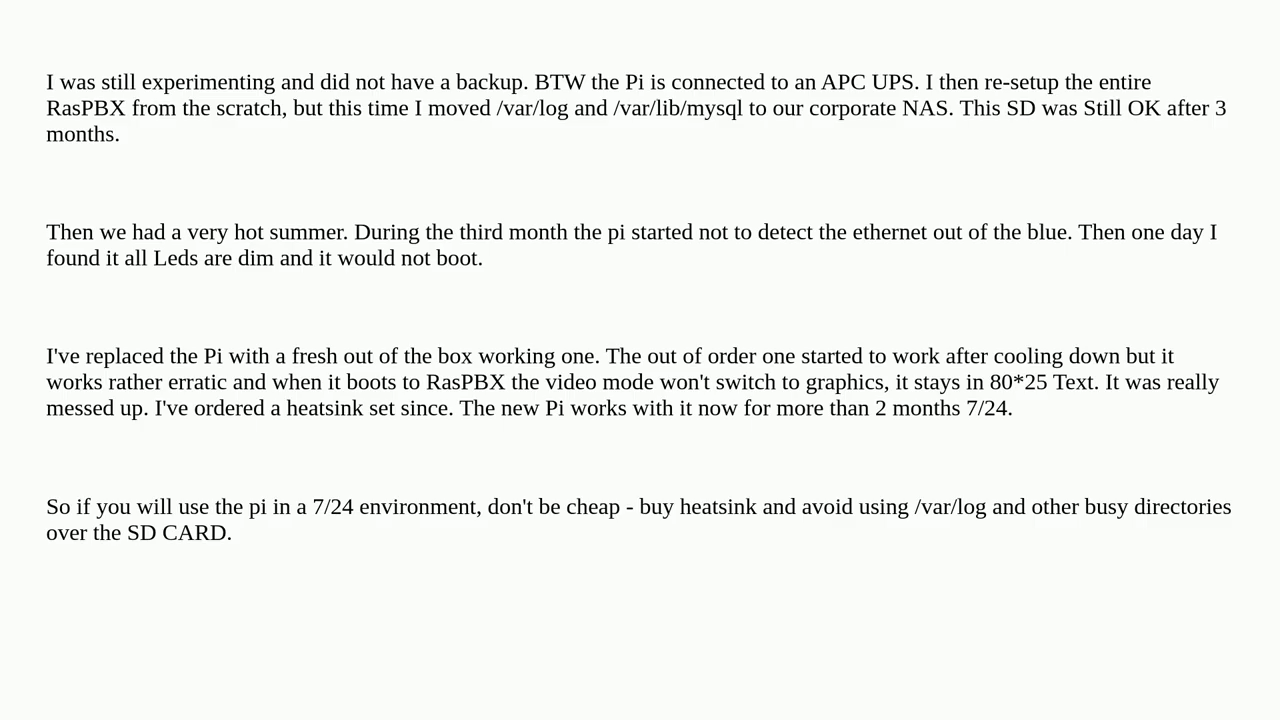 I was still experimenting and did not have a backup. BTW the Pi is connected to an APC UPS. I then re-setup the entire
RasPBX from the scratch, but this time I moved /var/log and /var/lib/mysql to our corporate NAS. This SD was Still OK after 3
months.
Then we had a very hot summer. During the third month the pi started not to detect the ethernet out of the blue. Then one day I
found it all Leds are dim and it would not boot.
I've replaced the Pi with a fresh out of the box working one. The out of order one started to work after cooling down but it
works rather erratic and when it boots to RasPBX the video mode won't switch to graphics, it stays in 80*25 Text. It was really
messed up. I've ordered a heatsink set since. The new Pi works with it now for more than 2 months 7/24.
So if you will use the pi in a 7/24 environment, don't be cheap - buy heatsink and avoid using /var/log and other busy directories
over the SD CARD.